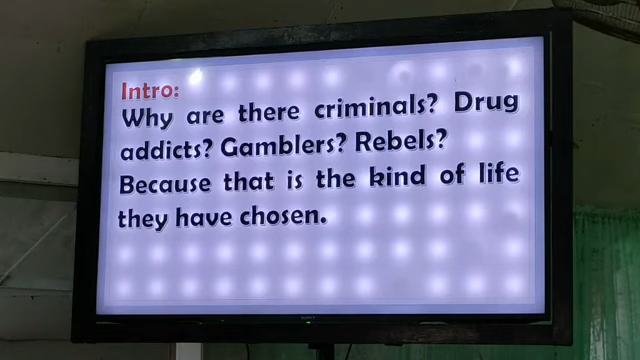 Intro:
Why are there criminals? Drug
addicts? Gamblers? Rebels?
Because that is the kind of life
they have chosen.